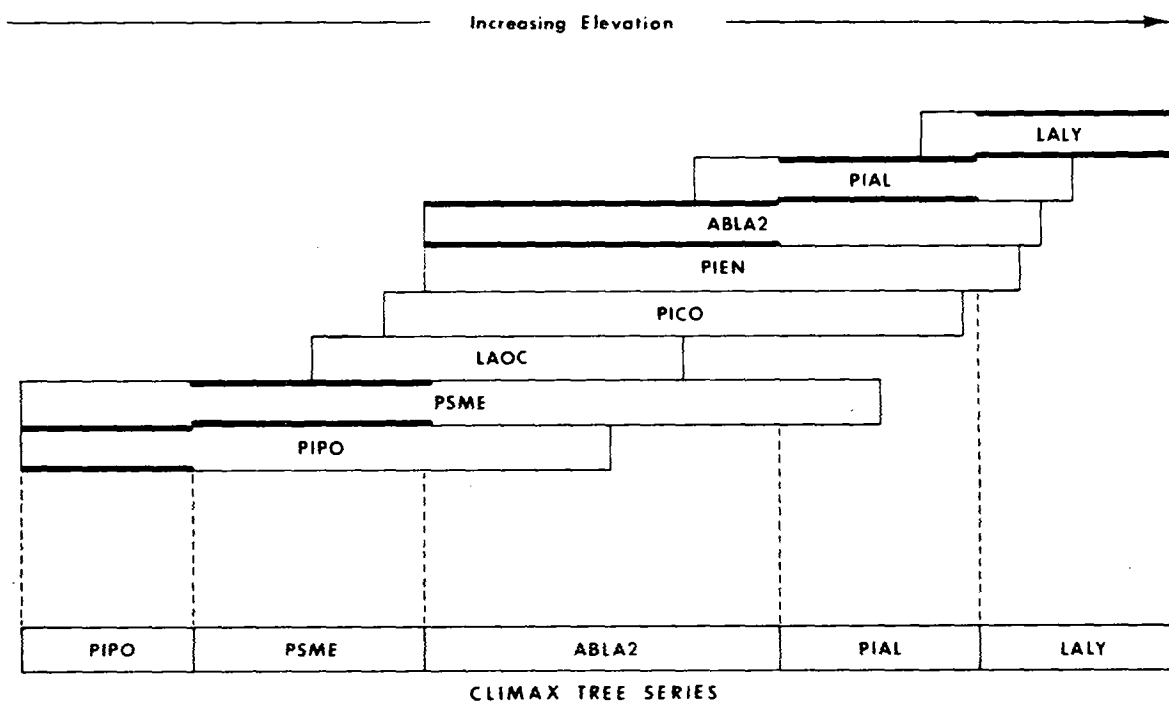 Increasing Elevation
LALY
PIAL
ABLA2
PIEN
PICO
LAOC
PSME
PIPO
PIPO PSME ABLA2 PIAL LALY
CLIMAX TREE SERIES